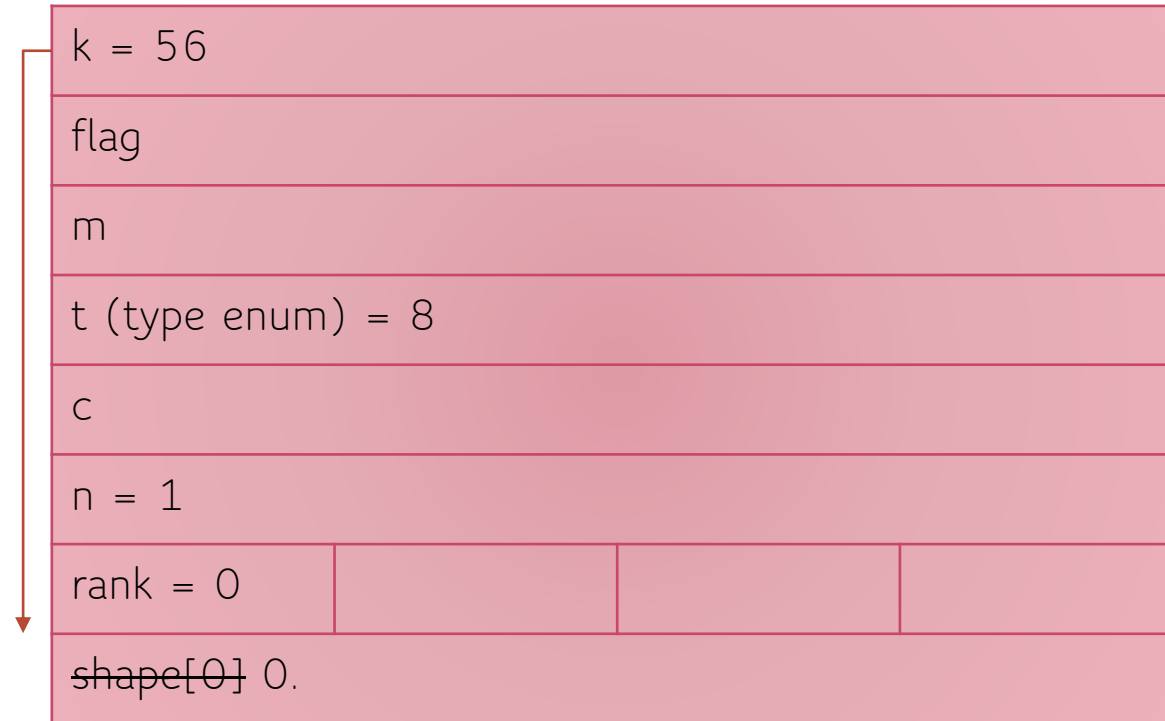 k = 56
flag
m
t (type enum) = 8
c
n = 1
rank = 0
shape[0] 0.